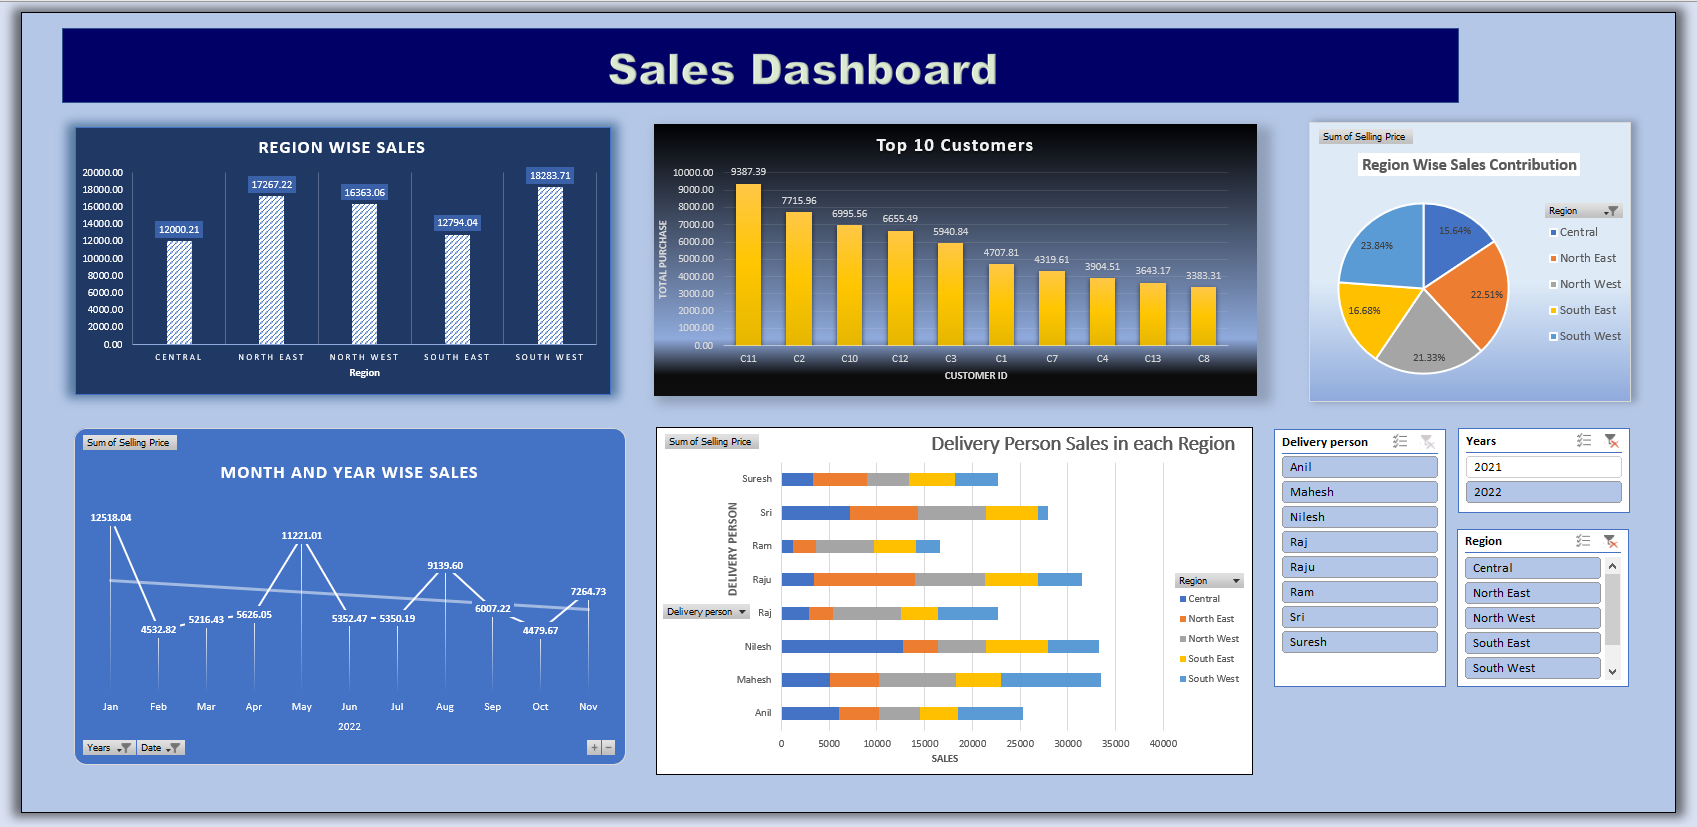 Sales Dashboard
REGION WISE SALES
20000.00
18000.00
16000.00
14000.00
12000.00
10000.00
8000.00
6000.00
4000.00
2000.00
0.00
12000.21
17267.22
16363.06
12794.04
18283.71
CENTRAL NORTH EAST NORTH WEST SOUTH EAST SOUTH WEST
Region
Top 10 Customers
TOTAL PURCHASE
10000.00
9000.00
8000.00
7000.00
6000.00
5000.00
4000.00
3000.00
2000.00
1000.00
0.00
9387.39
7715.96
6995.56
6655.49
5940.84
4707.81
4319.61
3904.51
3643.17
3383.31
C11 C2 C10 C12 C3 C1 C7 C4 C13 C8
CUSTOMER ID
Sum of Selling Price
Region Wise Sales Contribution
15.64%
22.51%
21.33%
16.68%
23.84%
Region
Central
North East
North West
South East
South West
Sum of Selling Price
MONTH AND YEAR WISE SALES
12518.04
4532.82
5216.43
5626.05
11221.01
5352.47
5350.19
9139.60
6007.22
4479.67
7264.73
Jan Feb Mar Apr May Jun Jul Aug Sep Oct Nov
2022
Years Date
+ −
Sum of Selling Price
Delivery Person Sales in each Region
DELIVERY PERSON
Delivery person
Suresh
Sri
Ram
Raju
Raj
Nilesh
Mahesh
Anil
0 5000 10000 15000 20000 25000 30000 35000 40000
SALES
Region
Central
North East
North West
South East
South West
Delivery person
Anil
Mahesh
Nilesh
Raj
Raju
Ram
Sri
Suresh
Years
2021
2022
Region
Central
North East
North West
South East
South West